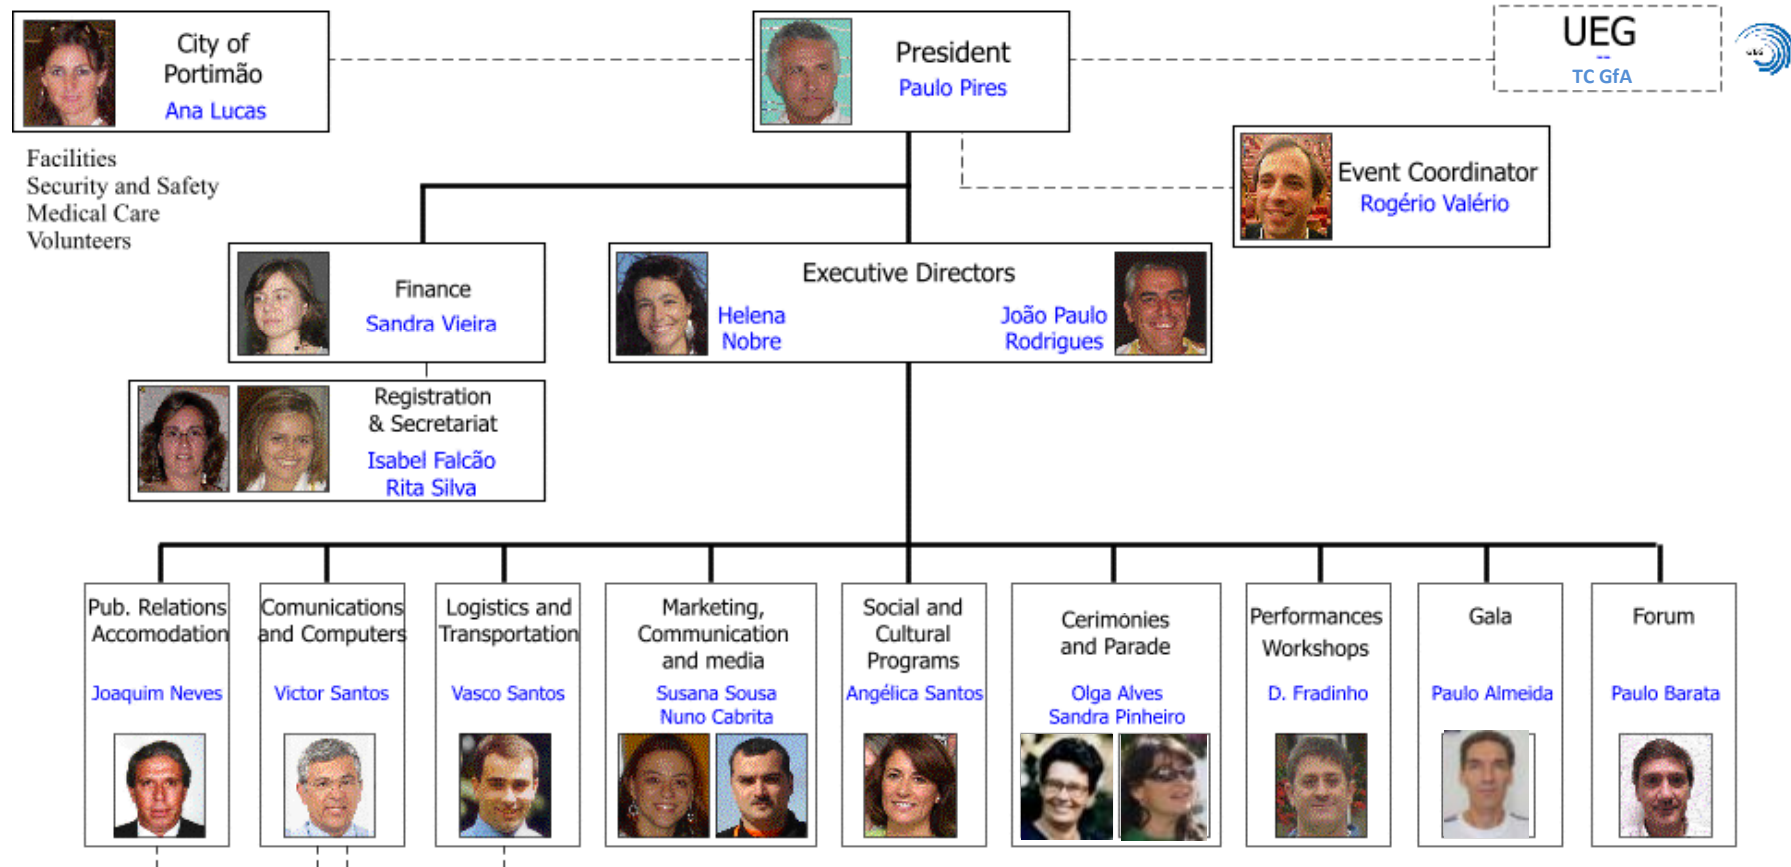 City of
Portimão
Ana Lucas
President
Paulo Pires
UEG
--
TC GfA
UEG
Facilities
Security and Safety
Medical Care
Volunteers
Event Coordinator
Rogério Valério
Finance
Sandra Vieira
Executive Directors
Helena
Nobre
João Paulo
Rodrigues
Registration
& Secretariat
Isabel Falcão
Rita Silva
Pub. Relations
Accomodation
Joaquim Neves
Comunications
and Computers
Victor Santos
Logistics and
Transportation
Vasco Santos
Marketing,
Communication
and media
Susana Sousa
Nuno Cabrita
Social and
Cultural
Programs
Angélica Santos
Cerimonies
and Parade
Olga Alves
Sandra Pinheiro
Performances
Workshops
D. Fradinho
Gala
Paulo Almeida
Forum
Paulo Barata